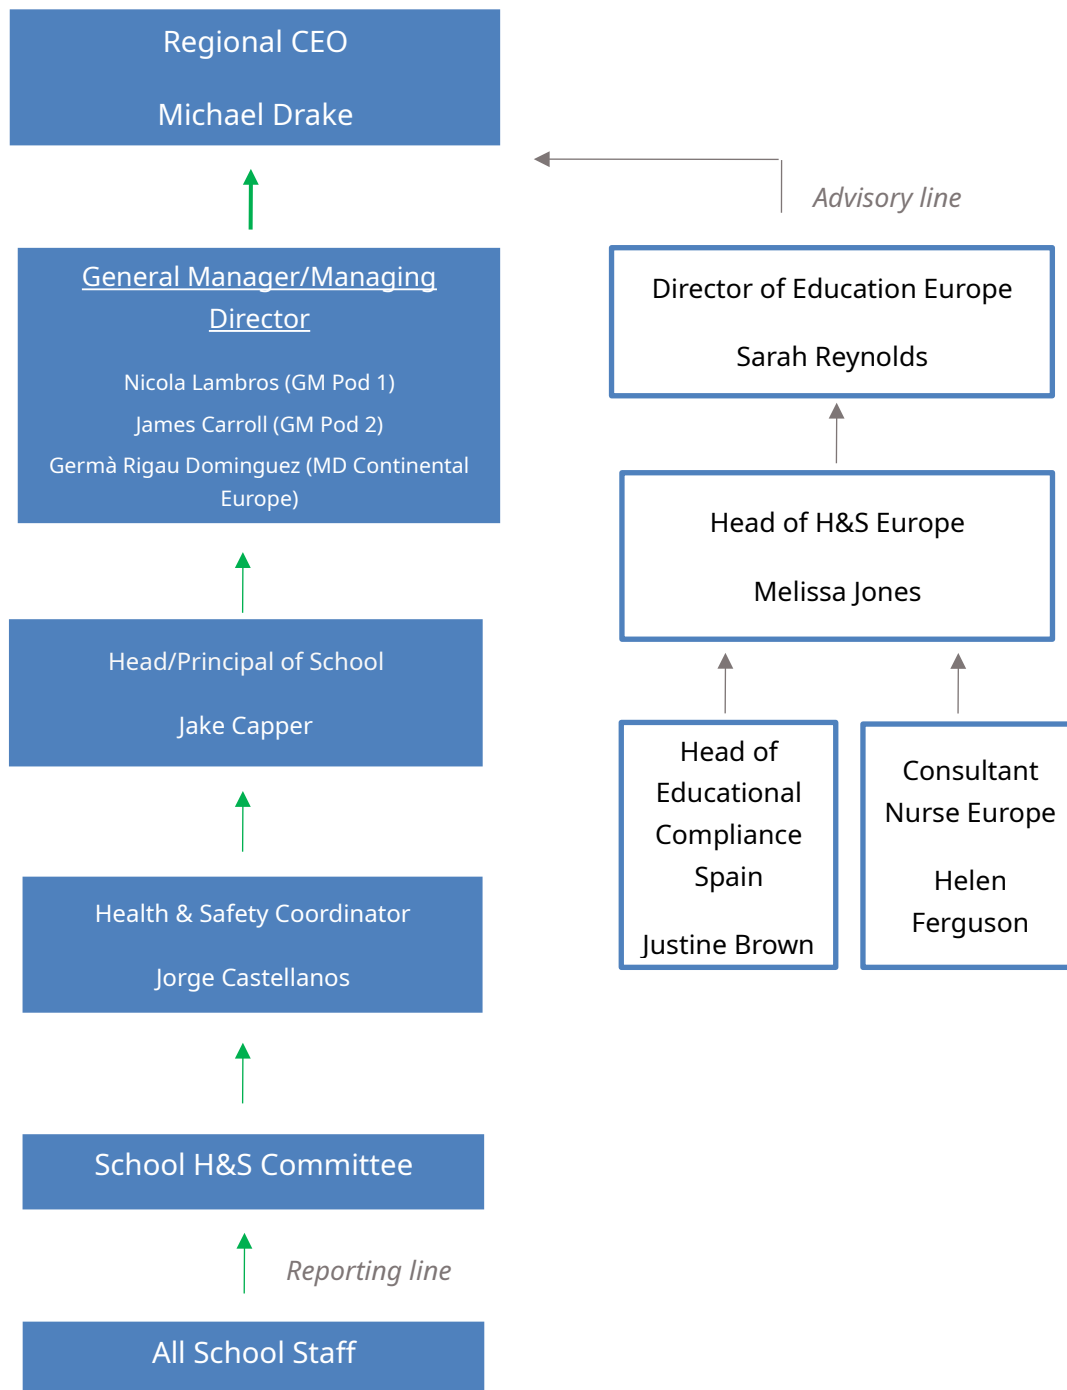 Regional CEO
Michael Drake
Advisory line
General Manager/Managing
Director
Nicola Lambros (GM Pod 1)
James Carroll (GM Pod 2)
Germà Rigau Dominguez (MD Continental
Europe)
Director of Education Europe
Sarah Reynolds
Head of H&S Europe
Melissa Jones
Head/Principal of School
Jake Capper
Head of
Educational
Compliance
Spain
Justine Brown
Consultant
Nurse Europe
Helen
Ferguson
Health & Safety Coordinator
Jorge Castellanos
School H&S Committee
Reporting line
All School Staff